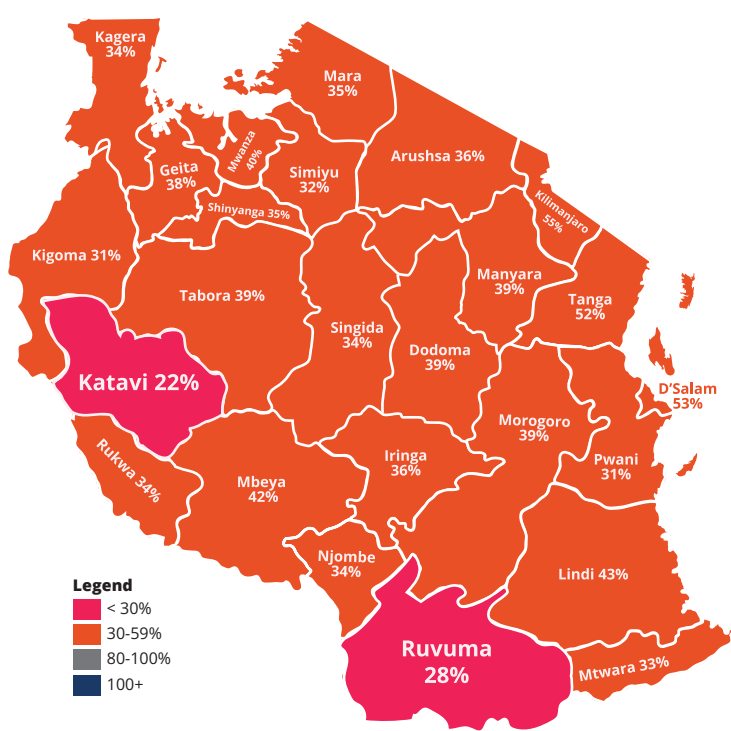 Kagera
34%
Mara
35%
Mwanza
40%
Arushsa 36%
Geita
38%
Simiyu
32%
Shinyanga 35%
Kilimanjaro
55%
Kigoma 31%
Manyara
39%
Tabora 39%
Tanga
52%
Singida
34%
Dodoma
39%
Katavi 22%
D'Salam
53%
Morogoro
39%
Iringa
36%
Pwani
31%
Rukwa 34%
Mbeya
42%
Njombe
34%
Lindi 43%
Ruvuma
28%
Mtwara 33%
Legend
< 30%
30-59%
80-100%
100+